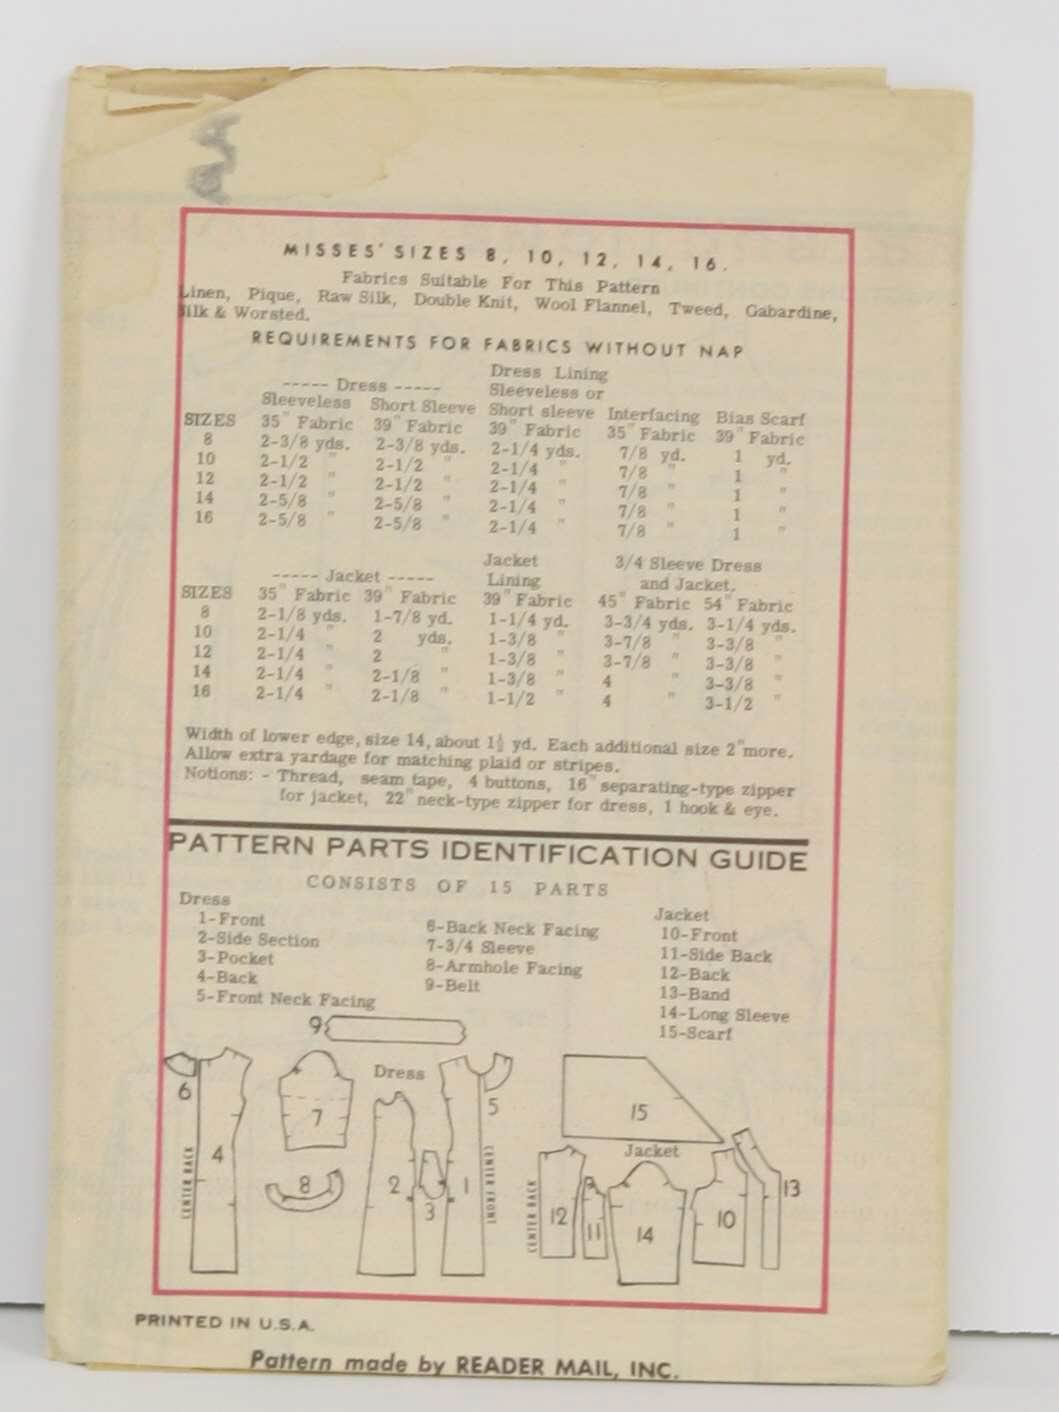 MISSES' SIZES 8, 10, 12, 14, 16.
Fabrics Suitable For This Pattern
Linen, Pique, Raw Silk, Double Knit, Wool Flannel, Tweed, Gabardine,
Silk & Worsted.
REQUIREMENTS FOR FABRICS WITHOUT NAP
Dress Lining
----- Dress ----- Sleeveless or
Sleeveless Short Sleeve Short sleeve Interfacing Bias Scarf
SIZES 35" Fabric 39" Fabric 39" Fabric 35" Fabric 39" Fabric
8 2-3/8 yds. 2-3/8 yds. 2-1/4 yds. 7/8 yd. 1 yd.
10 2-1/2 " 2-1/2 " 2-1/4 " 7/8 " 1 "
12 2-1/2 " 2-1/2 " 2-1/4 " 7/8 " 1 "
14 2-5/8 " 2-5/8 " 2-1/4 " 7/8 " 1 "
16 2-5/8 " 2-5/8 " 2-1/4 " 7/8 " 1 "
Jacket 3/4 Sleeve Dress
----- Jacket ----- Lining and Jacket.
SIZES 35" Fabric 39" Fabric 39" Fabric 45" Fabric 54" Fabric
8 2-1/8 yds. 1-7/8 yd. 1-1/4 yd. 3-3/4 yds. 3-1/4 yds.
10 2-1/4 " 2 yds. 1-3/8 " 3-7/8 " 3-3/8 "
12 2-1/4 " 2 " 1-3/8 " 3-7/8 " 3-3/8 "
14 2-1/4 " 2-1/8 " 1-3/8 " 4 " 3-3/8 "
16 2-1/4 " 2-1/8 " 1-1/2 " 4 " 3-1/2 "
Width of lower edge, size 14, about 1½ yd. Each additional size 2" more.
Allow extra yardage for matching plaid or stripes.
Notions: - Thread, seam tape, 4 buttons, 16" separating-type zipper
for jacket, 22" neck-type zipper for dress, 1 hook & eye.
PATTERN PARTS IDENTIFICATION GUIDE
CONSISTS OF 15 PARTS
Dress
1-Front
2-Side Section
3-Pocket
4-Back
5-Front Neck Facing
6-Back Neck Facing
7-3/4 Sleeve
8-Armhole Facing
9-Belt
Jacket
10-Front
11-Side Back
12-Back
13-Band
14-Long Sleeve
15-Scarf
9
6
4
CENTER BACK
7
8
Dress
2
3
1
5
CENTER FRONT
15
Jacket
CENTER BACK
12
11
14
10
13
PRINTED IN U.S.A.
Pattern made by READER MAIL, INC.